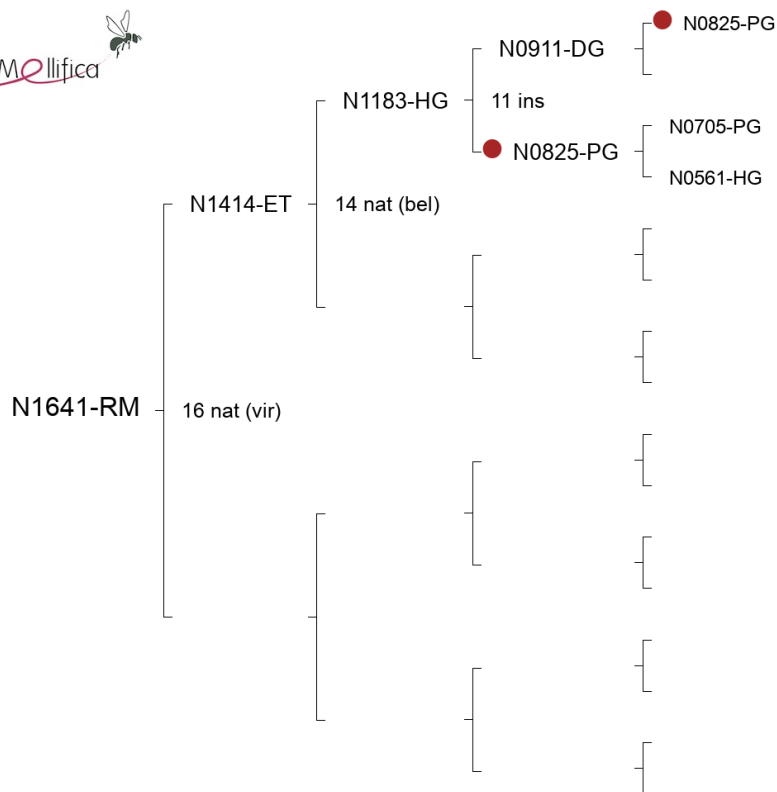 Mellifica
N0825-PG
N0911-DG
N1183-HG
11 ins
N0705-PG
N0825-PG
N0561-HG
N1414-ET
14 nat (bel)
N1641-RM
16 nat (vir)